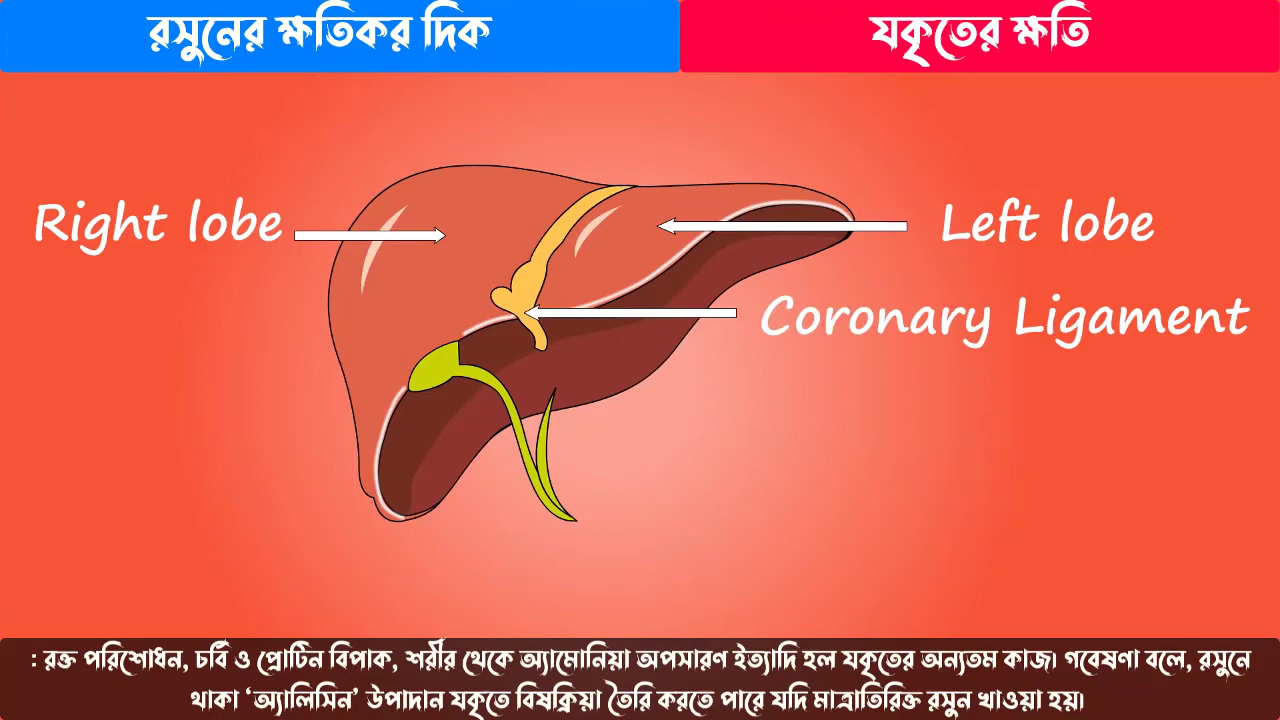 রসুনের ক্ষতিকর দিক
যকৃতের ক্ষতি
Right lobe
Left lobe
Coronary Ligament
: রক্ত পরিশোধন, চর্বি ও প্রোটিন বিপাক, শরীর থেকে অ্যামোনিয়া অপসারণ ইত্যাদি হল যকৃতের অন্যতম কাজ। গবেষণা বলে, রসুনে
থাকা ‘অ্যালিসিন’ উপাদান যকৃতে বিষক্রিয়া তৈরি করতে পারে যদি মাত্রাতিরিক্ত রসুন খাওয়া হয়।